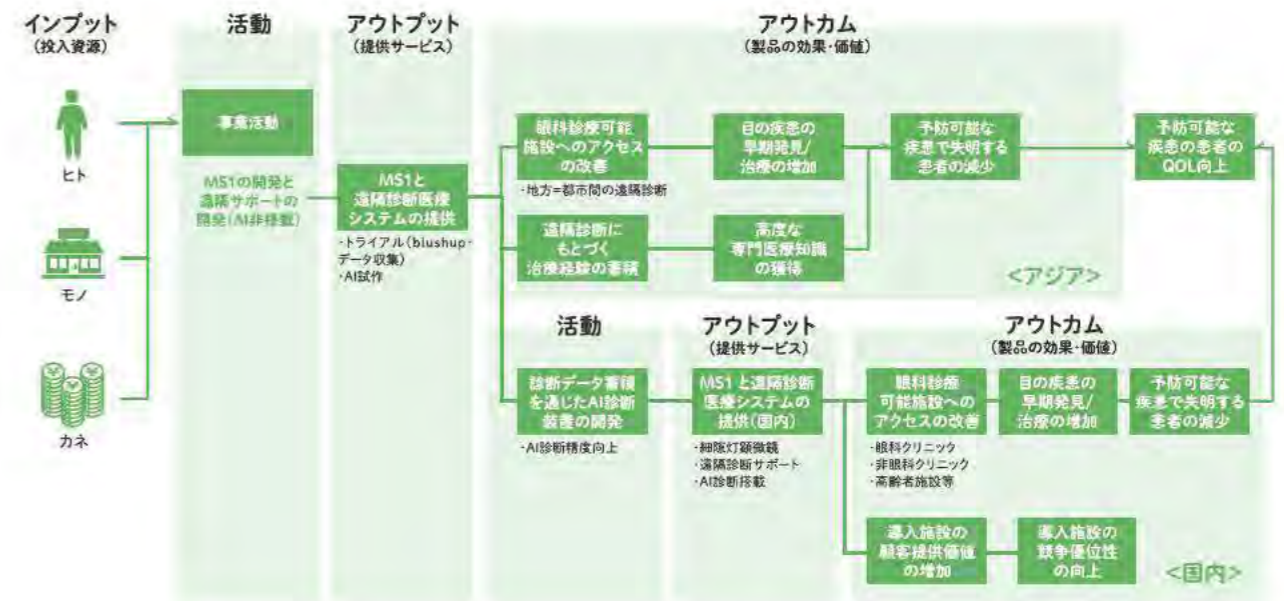 インプット
(投入資源)
活動
アウトプット
(提供サービス)
アウトカム
(製品の効果・価値)
ヒト
モノ
カネ
事業活動
MS1の開発と
遠隔サポートの
開発(AI非搭載)
MS1と
遠隔診断医療
システムの提供
・トライアル(blushup・
データ収集)
・AI試作
眼科診療可能
施設へのアクセス
の改善
・地方=都市間の遠隔診断
目の疾患の
早期発見/
治療の増加
予防可能な
疾患で失明する
患者の減少
予防可能な
疾患の患者の
QOL向上
遠隔診断に
もとづく
治療経験の蓄積
高度な
専門医療知識
の獲得
<アジア>
活動
アウトプット
(提供サービス)
アウトカム
(製品の効果・価値)
診断データ蓄積
を通じたAI診断
装置の開発
・AI診断精度向上
MS1と遠隔診断
医療システムの
提供(国内)
・細隙灯顕微鏡
・遠隔診断サポート
・AI診断搭載
眼科診療
可能施設への
アクセスの改善
・眼科クリニック
・非眼科クリニック
・高齢者施設等
目の疾患の
早期発見/
治療の増加
予防可能な
疾患で失明する
患者の減少
導入施設の
顧客提供価値
の増加
導入施設の
競争優位性
の向上
<国内>